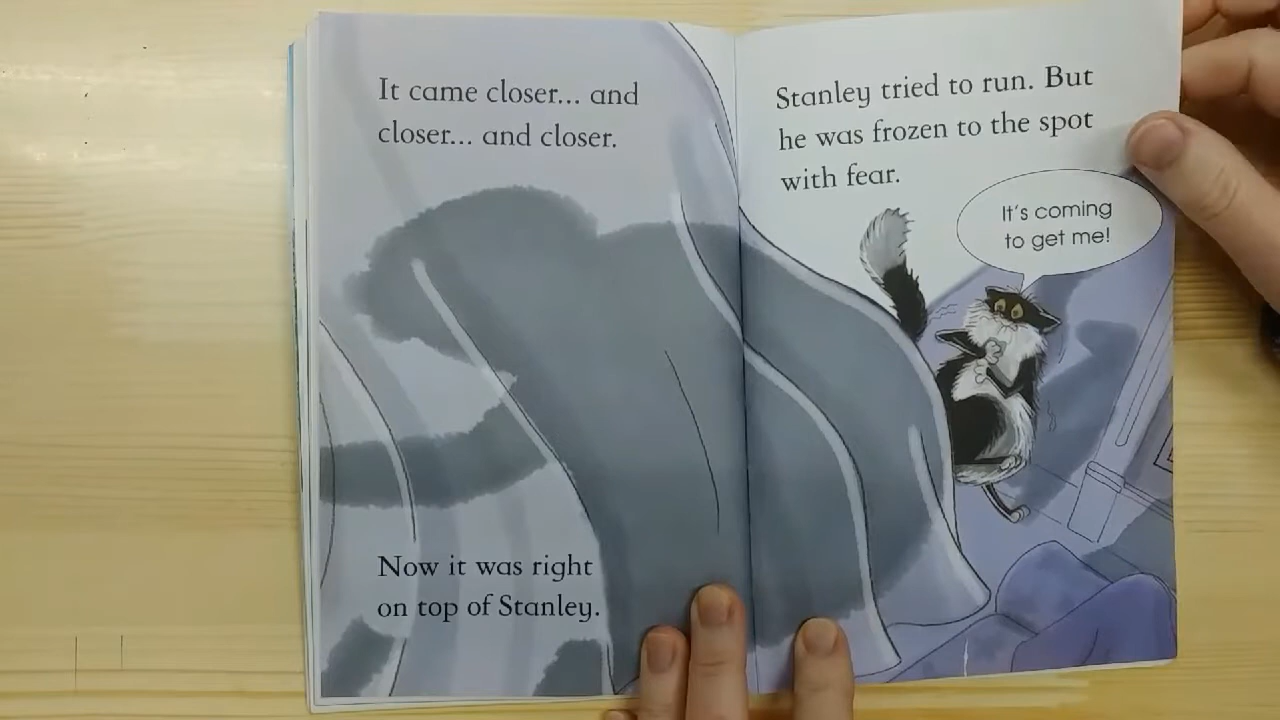 It came closer... and
closer... and closer.
Now it was right
on top of Stanley.
Stanley tried to run. But
he was frozen to the spot
with fear.
It's coming
to get me!